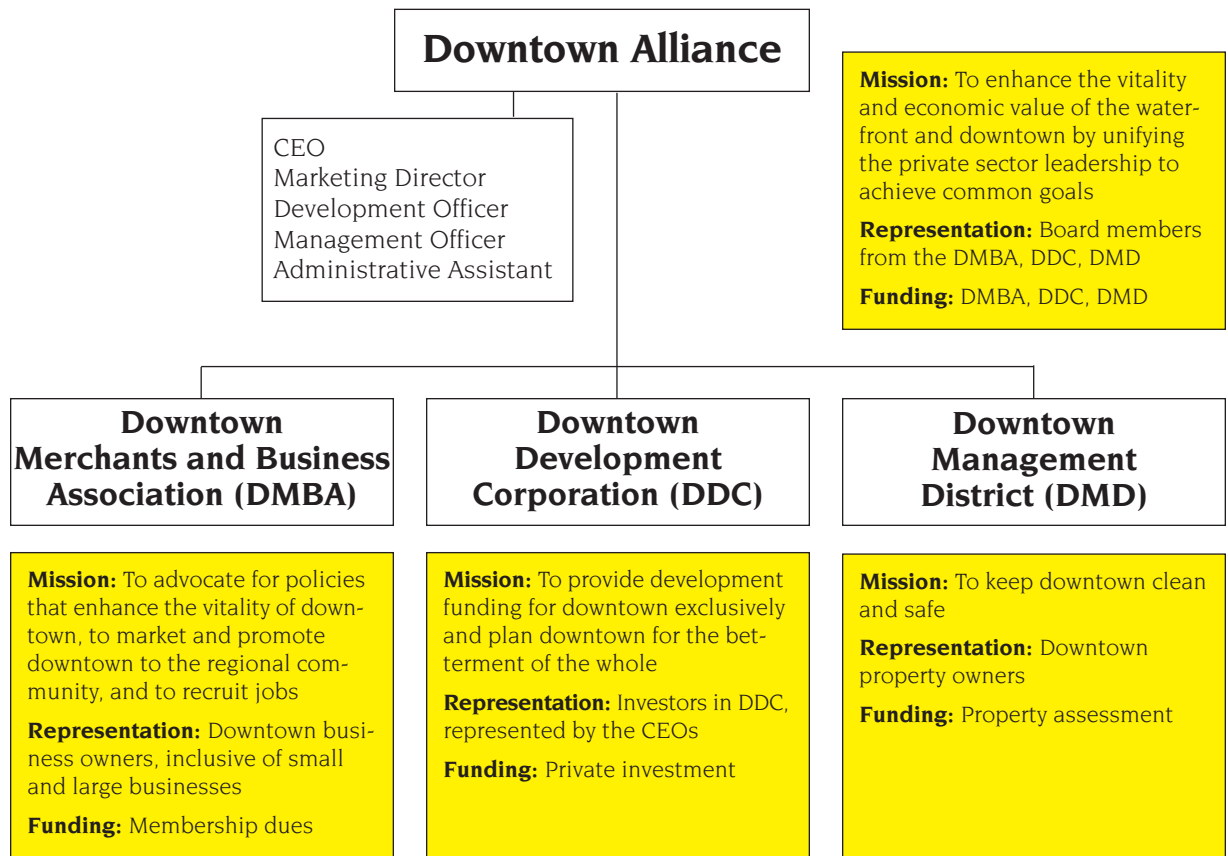 Downtown Alliance
CEO
Marketing Director
Development Officer
Management Officer
Administrative Assistant
Mission: To enhance the vitality
and economic value of the water-
front and downtown by unifying
the private sector leadership to
achieve common goals
Representation: Board members
from the DMBA, DDC, DMD
Funding: DMBA, DDC, DMD
Downtown
Merchants and Business
Association (DMBA)
Downtown
Development
Corporation (DDC)
Downtown
Management
District (DMD)
Mission: To advocate for policies
that enhance the vitality of down-
town, to market and promote
downtown to the regional com-
munity, and to recruit jobs
Representation: Downtown busi-
ness owners, inclusive of small
and large businesses
Funding: Membership dues
Mission: To provide development
funding for downtown exclusively
and plan downtown for the bet-
terment of the whole
Representation: Investors in DDC,
represented by the CEOs
Funding: Private investment
Mission: To keep downtown clean
and safe
Representation: Downtown
property owners
Funding: Property assessment